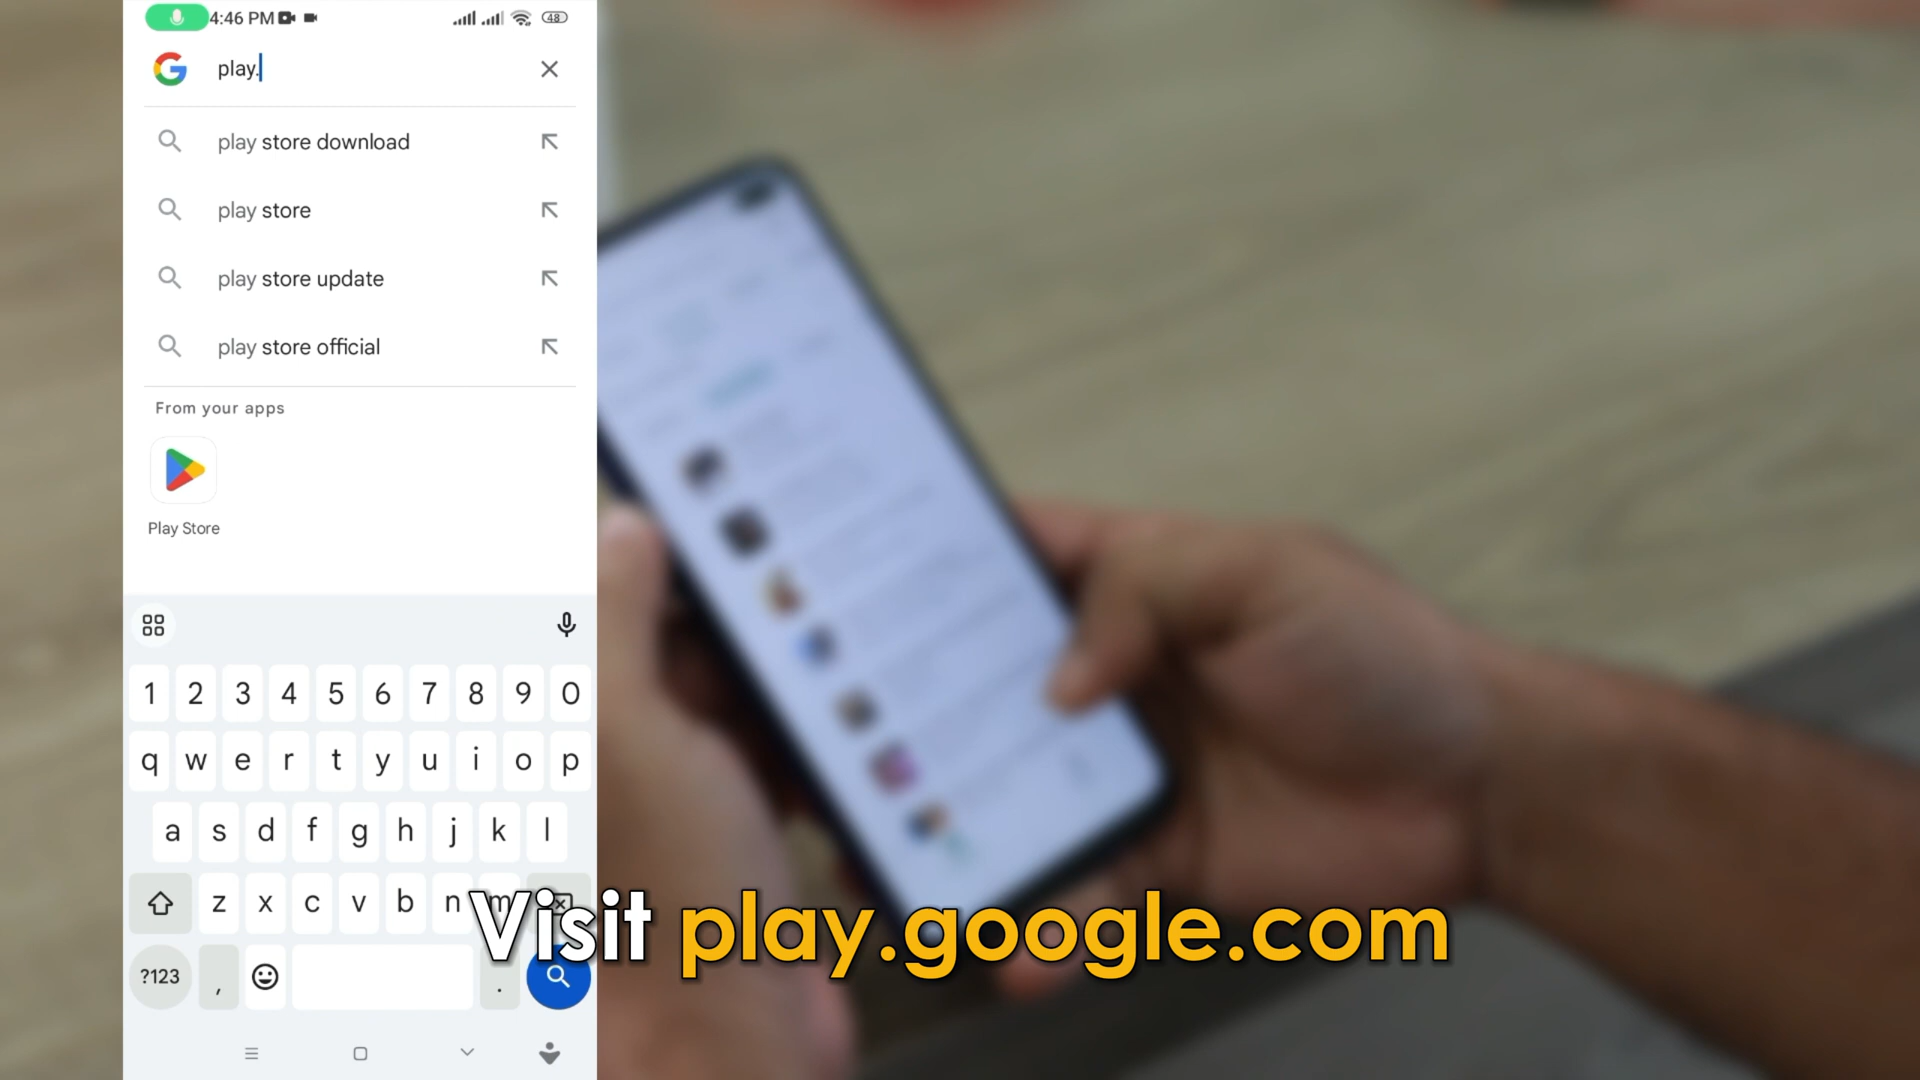 4:46 PM
48
play.
play store download
play store
play store update
play store official
From your apps
Play Store
1 2 3 4 5 6 7 8 9 0
q w e r t y u i o p
a s d f g h j k l
z x c v b n m
?123 , .
Visit play.google.com